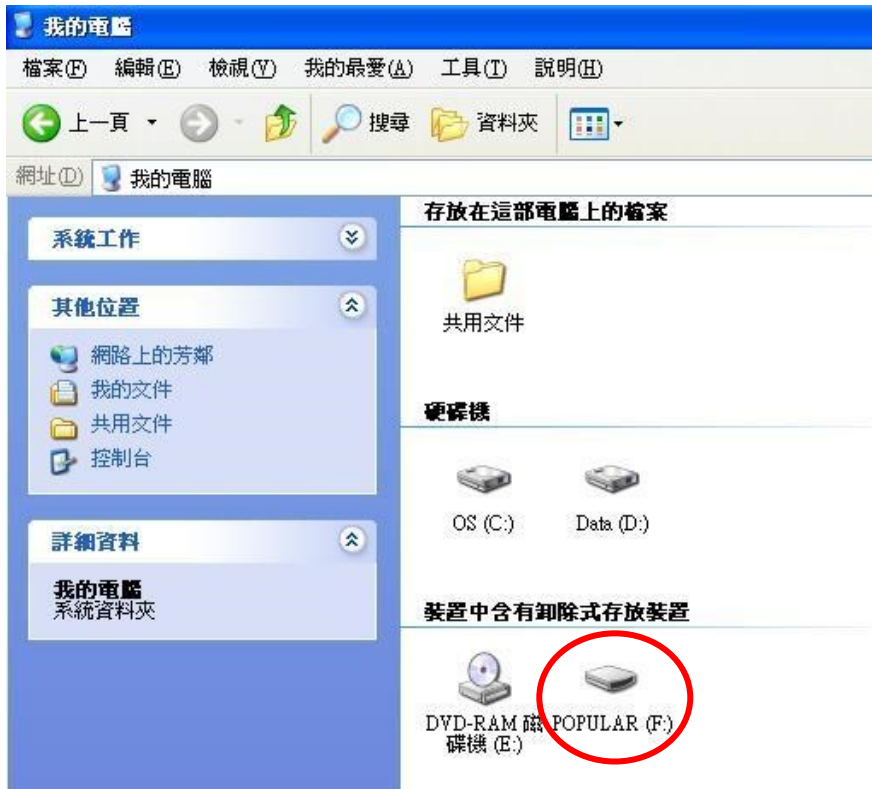 我的電腦
檔案(F) 編輯(E) 檢視(V) 我的最愛(A) 工具(T) 說明(H)
上一頁 搜尋 資料夾
網址(D) 我的電腦
系統工作
其他位置
網路上的芳鄰
我的文件
共用文件
控制台
詳細資料
我的電腦
系統資料夾
存放在這部電腦上的檔案
共用文件
硬碟機
OS (C:) Data (D:)
裝置中含有卸除式存放裝置
DVD-RAM 磁 POPULAR (F:)
碟機 (E:)